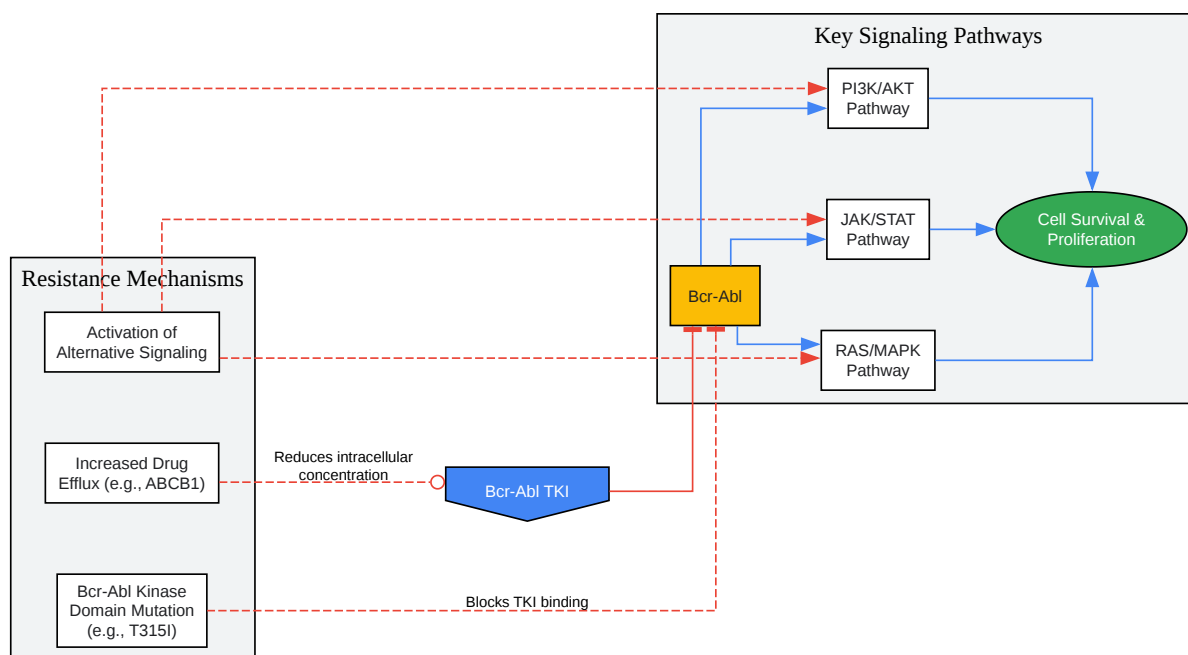 Key Signaling Pathways
PI3K/AKT
Pathway
JAK/STAT
Pathway
Cell Survival &
Proliferation
Resistance Mechanisms
Bcr-Abl
Activation of
Alternative Signaling
RAS/MAPK
Pathway
Increased Drug
Efflux (e.g., ABCB1)
Reduces intracellular
concentration
Bcr-Abl TKI
Bcr-Abl Kinase
Domain Mutation
(e.g., T315I)
Blocks TKI binding